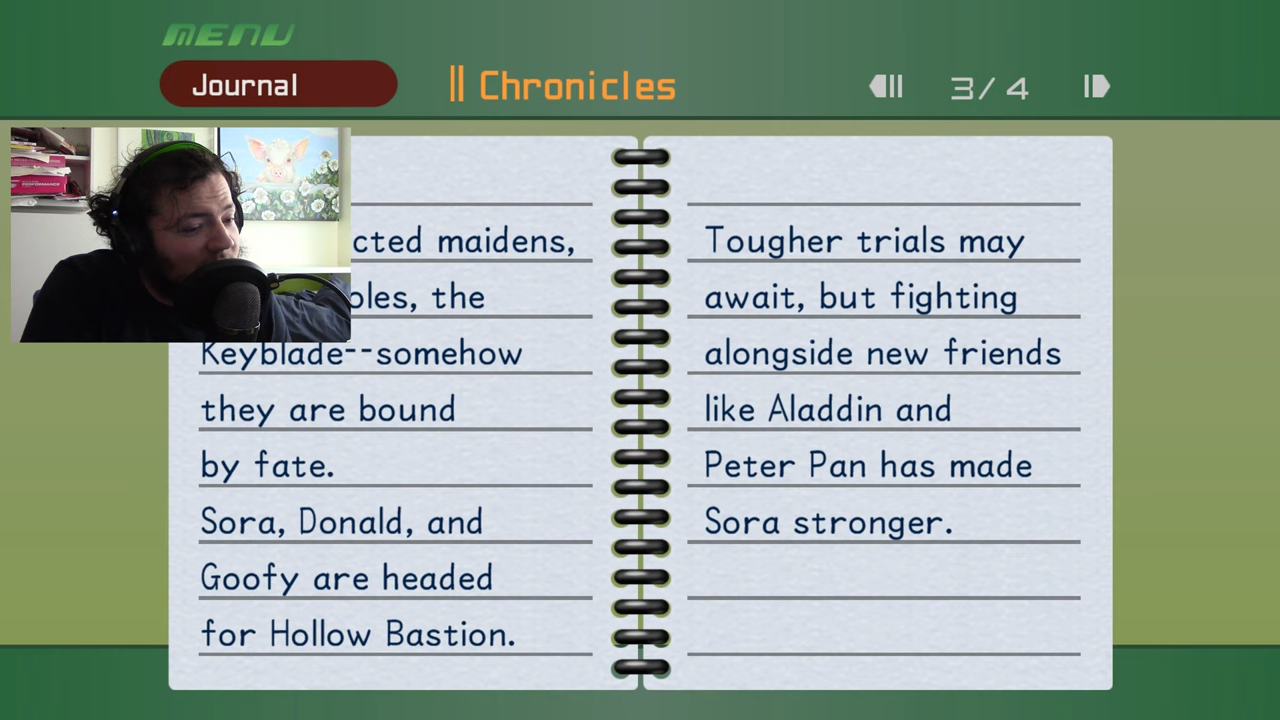 MENU
Journal
Chronicles
3/4
cted maidens,
oles, the
Keyblade--somehow
they are bound
by fate.
Sora, Donald, and
Goofy are headed
for Hollow Bastion.
Tougher trials may
await, but fighting
alongside new friends
like Aladdin and
Peter Pan has made
Sora stronger.